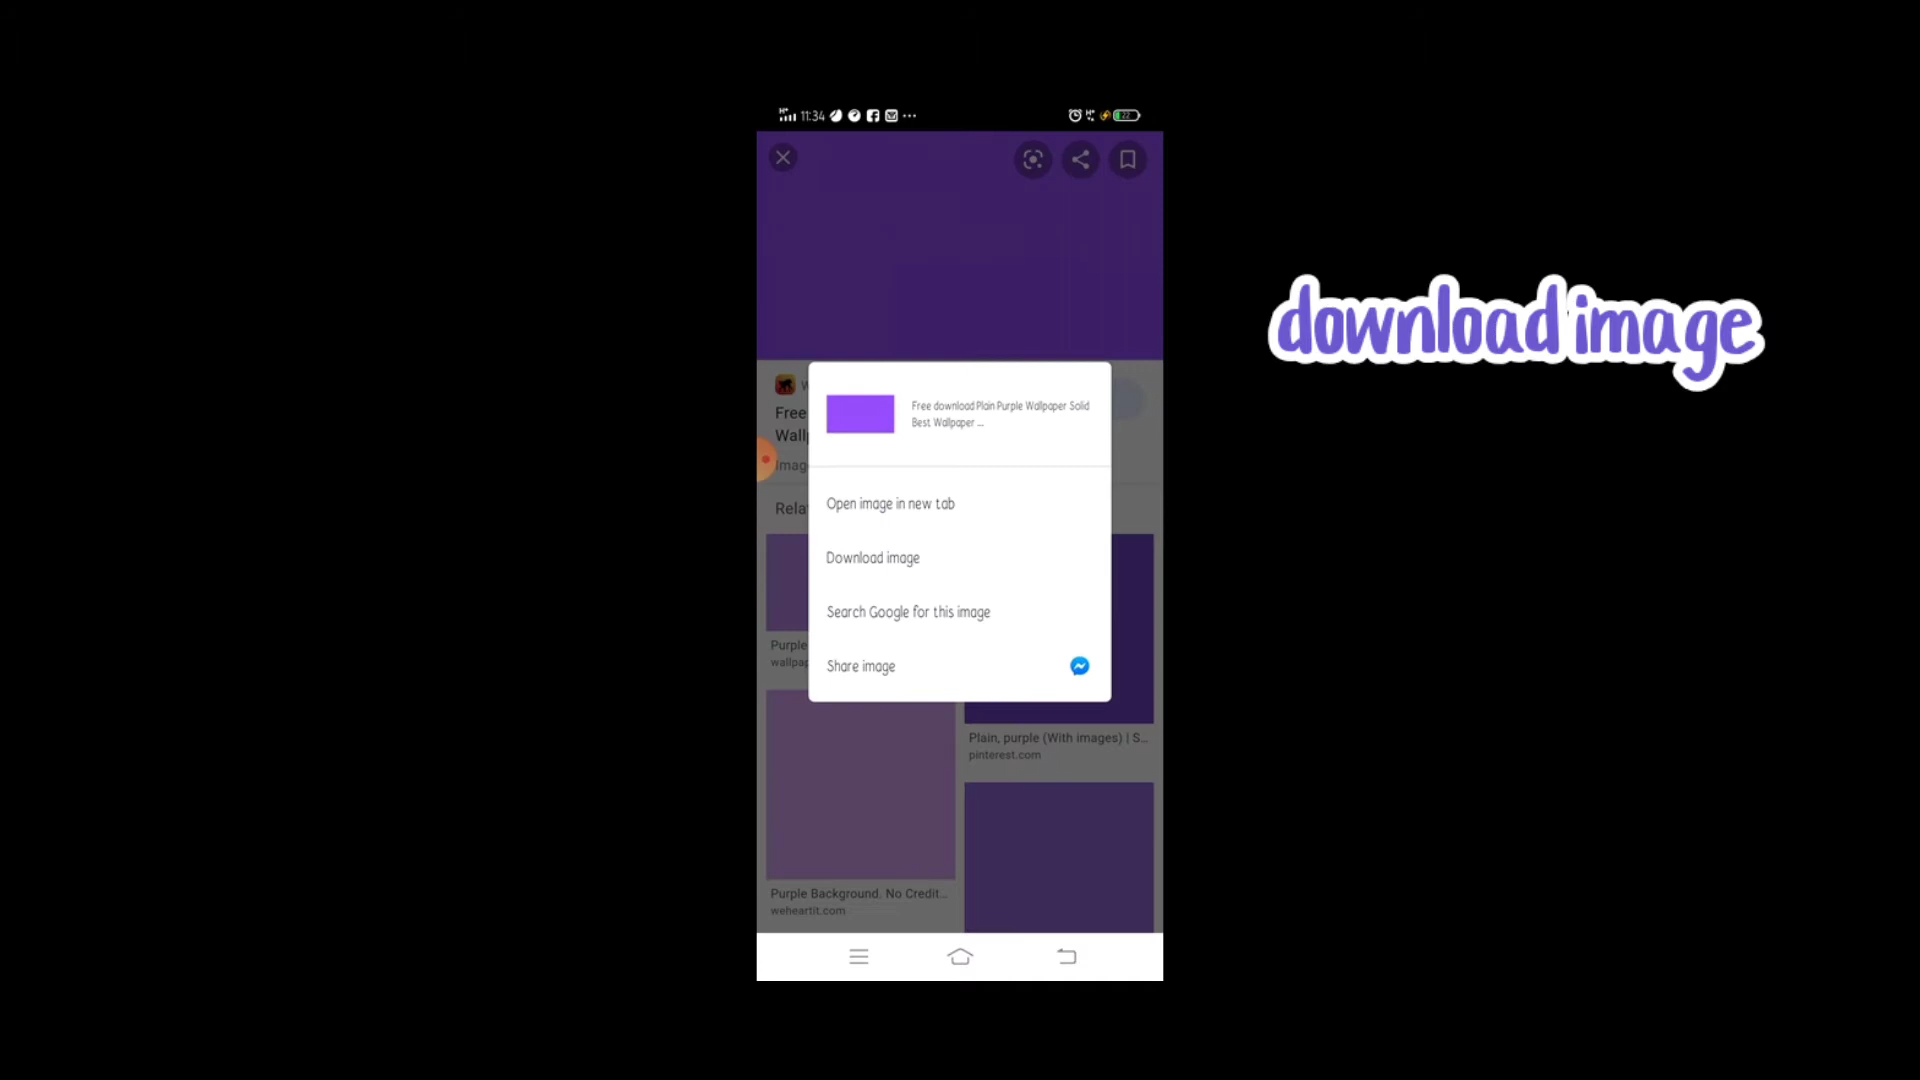 11:34
22
Free download Plain Purple Wallpaper Solid
Best Wallpaper ...
Free
Wall
Imag
Open image in new tab
Rela
Download image
Search Google for this image
Purple
wallpap
Share image
Plain, purple (With images) | S...
pinterest.com
Purple Background. No Credit...
weheartit.com
download image